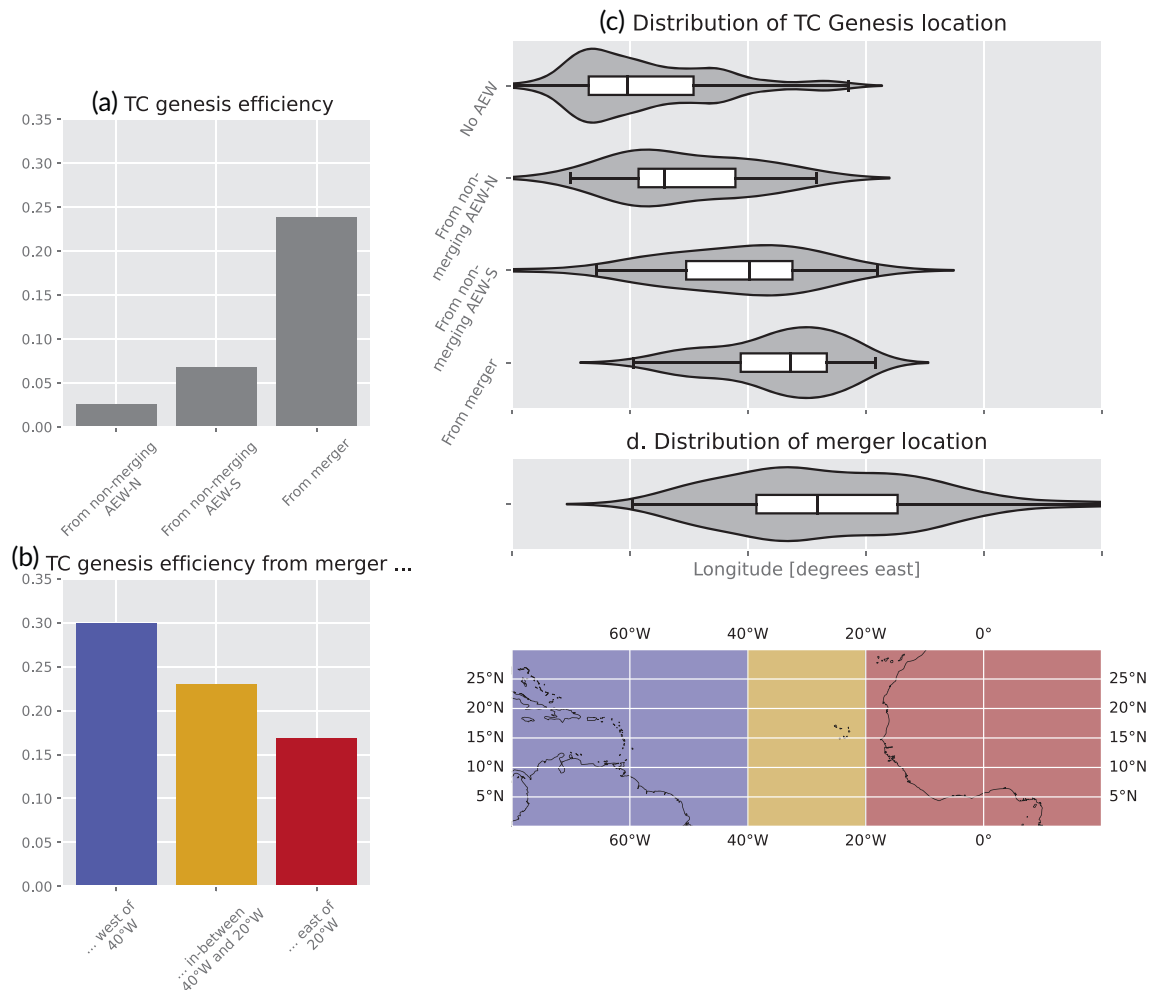 (a) TC genesis efficiency
0.35
0.30
0.25
0.20
0.15
0.10
0.05
0.00
From non-merging
AEW-N
From non-merging
AEW-S
From merger
(b) TC genesis efficiency from merger ...
0.35
0.30
0.25
0.20
0.15
0.10
0.05
0.00
... west of
40°W
... in-between
40°W and 20°W
... east of
20°W
(c) Distribution of TC Genesis location
No AEW
From non-
merging AEW-N
From non-
merging AEW-S
From merger
d. Distribution of merger location
Longitude [degrees east]
60°W 40°W 20°W 0°
25°N 25°N
20°N 20°N
15°N 15°N
10°N 10°N
5°N 5°N
60°W 40°W 20°W 0°